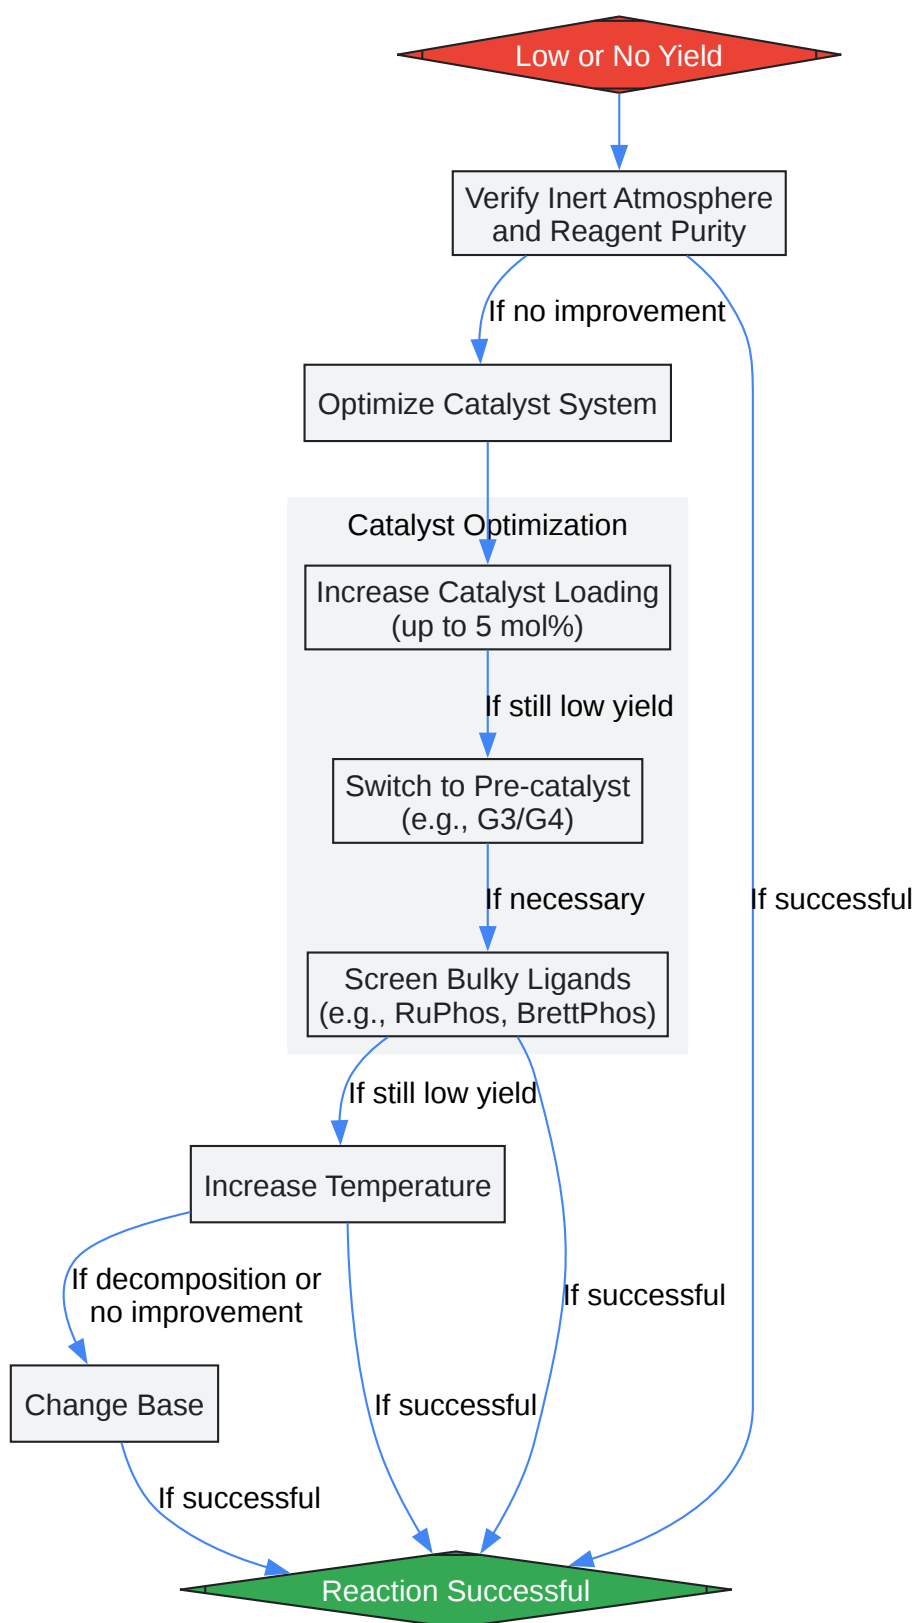 Low or No Yield
Verify Inert Atmosphere
and Reagent Purity
If no improvement
Optimize Catalyst System
Catalyst Optimization
Increase Catalyst Loading
(up to 5 mol%)
If still low yield
Switch to Pre-catalyst
(e.g., G3/G4)
If necessary
If successful
Screen Bulky Ligands
(e.g., RuPhos, BrettPhos)
If still low yield
Increase Temperature
If decomposition or
no improvement
If successful
Change Base
If successful
If successful
Reaction Successful